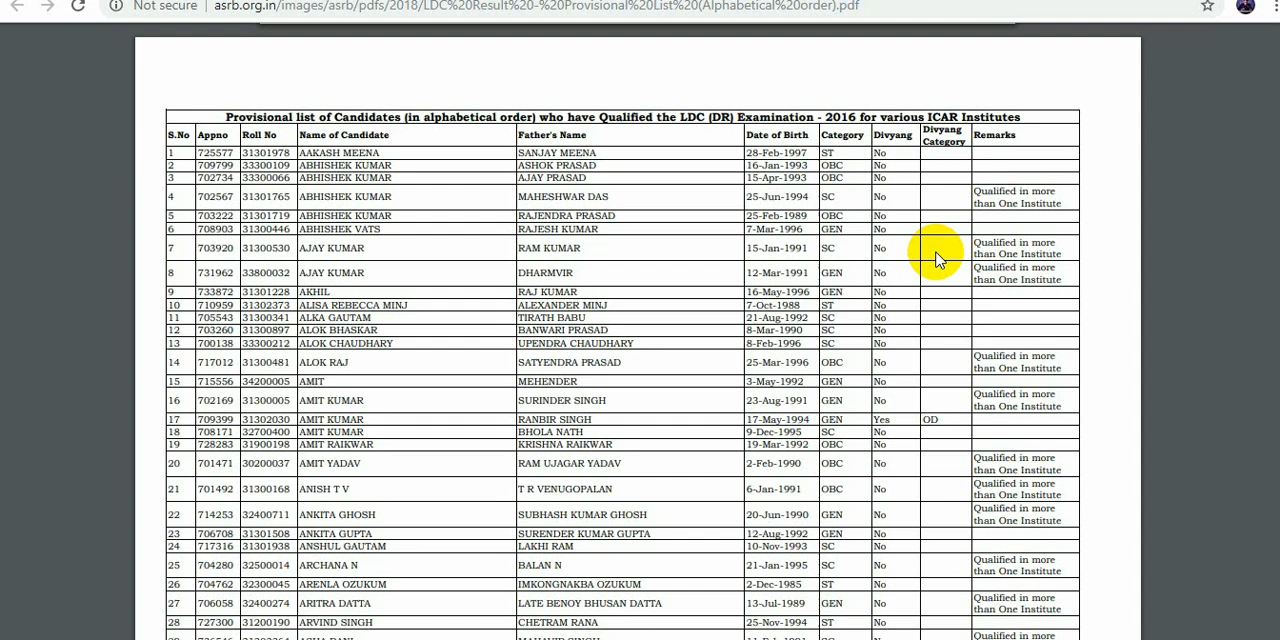 Not secure | asrb.org.in/images/asrb/pdfs/2018/LDC%20Result%20-%20Provisional%20List%20(Alphabetical%20order).pdf
Provisional list of Candidates (in alphabetical order) who have Qualified the LDC (DR) Examination - 2016 for various ICAR Institutes
S.No Appno Roll No Name of Candidate Father's Name Date of Birth Category Divyang Divyang Category Remarks
1 725577 31301978 AAKASH MEENA SANJAY MEENA 28-Feb-1997 ST No
2 709799 33300109 ABHISHEK KUMAR ASHOK PRASAD 16-Jan-1993 OBC No
3 702734 33300066 ABHISHEK KUMAR AJAY PRASAD 15-Apr-1993 OBC No
4 702567 31301765 ABHISHEK KUMAR MAHESHWAR DAS 25-Jun-1994 SC No Qualified in more than One Institute
5 703222 31301719 ABHISHEK KUMAR RAJENDRA PRASAD 25-Feb-1989 OBC No
6 708903 31300446 ABHISHEK VATS RAJESH KUMAR 7-Mar-1996 GEN No
7 703920 31300530 AJAY KUMAR RAM KUMAR 15-Jan-1991 SC No Qualified in more than One Institute
8 731962 33800032 AJAY KUMAR DHARMVIR 12-Mar-1991 GEN No Qualified in more than One Institute
9 733872 31301228 AKHIL RAJ KUMAR 16-May-1996 GEN No
10 710959 31302373 ALISA REBECCA MINJ ALEXANDER MINJ 7-Oct-1988 ST No
11 705543 31300341 ALKA GAUTAM TIRATH BABU 21-Aug-1992 SC No
12 703260 31300897 ALOK BHASKAR BANWARI PRASAD 8-Mar-1990 SC No
13 700138 33300212 ALOK CHAUDHARY UPENDRA CHAUDHARY 8-Feb-1996 SC No
14 717012 31300481 ALOK RAJ SATYENDRA PRASAD 25-Mar-1996 OBC No Qualified in more than One Institute
15 715556 34200005 AMIT MEHENDER 3-May-1992 GEN No
16 702169 31300005 AMIT KUMAR SURINDER SINGH 23-Aug-1991 GEN No Qualified in more than One Institute
17 709399 31302030 AMIT KUMAR RANBIR SINGH 17-May-1994 GEN Yes OD
18 708171 32700400 AMIT KUMAR BHOLA NATH 9-Dec-1995 SC No
19 728283 31900198 AMIT RAIKWAR KRISHNA RAIKWAR 19-Mar-1992 OBC No
20 701471 30200037 AMIT YADAV RAM UJAGAR YADAV 2-Feb-1990 OBC No Qualified in more than One Institute
21 701492 31300168 ANISH T V T R VENUGOPALAN 6-Jan-1991 OBC No Qualified in more than One Institute
22 714253 32400711 ANKITA GHOSH SUBHASH KUMAR GHOSH 20-Jun-1990 GEN No Qualified in more than One Institute
23 706708 31301508 ANKITA GUPTA SURENDER KUMAR GUPTA 12-Aug-1992 GEN No
24 717316 31301938 ANSHUL GAUTAM LAKHI RAM 10-Nov-1993 SC No
25 704280 32500014 ARCHANA N BALAN N 21-Jan-1995 SC No Qualified in more than One Institute
26 704762 32300045 ARENLA OZUKUM IMKONGNAKBA OZUKUM 2-Dec-1985 ST No
27 706058 32400274 ARITRA DATTA LATE BENOY BHUSAN DATTA 13-Jul-1989 GEN No Qualified in more than One Institute
28 727300 31200190 ARVIND SINGH CHETRAM RANA 25-Nov-1994 ST No
Qualified in more